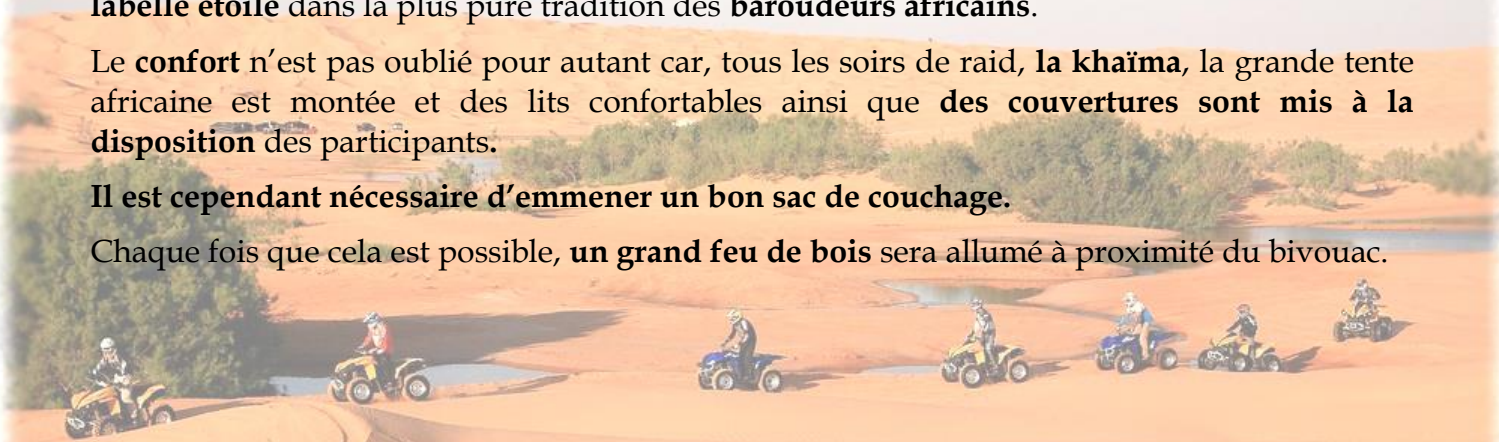 labelle étoile dans la plus pure tradition des baroudeurs africains.
Le confort n’est pas oublié pour autant car, tous les soirs de raid, la khaïma, la grande tente
africaine est montée et des lits confortables ainsi que des couvertures sont mis à la
disposition des participants.
Il est cependant nécessaire d’emmener un bon sac de couchage.
Chaque fois que cela est possible, un grand feu de bois sera allumé à proximité du bivouac.